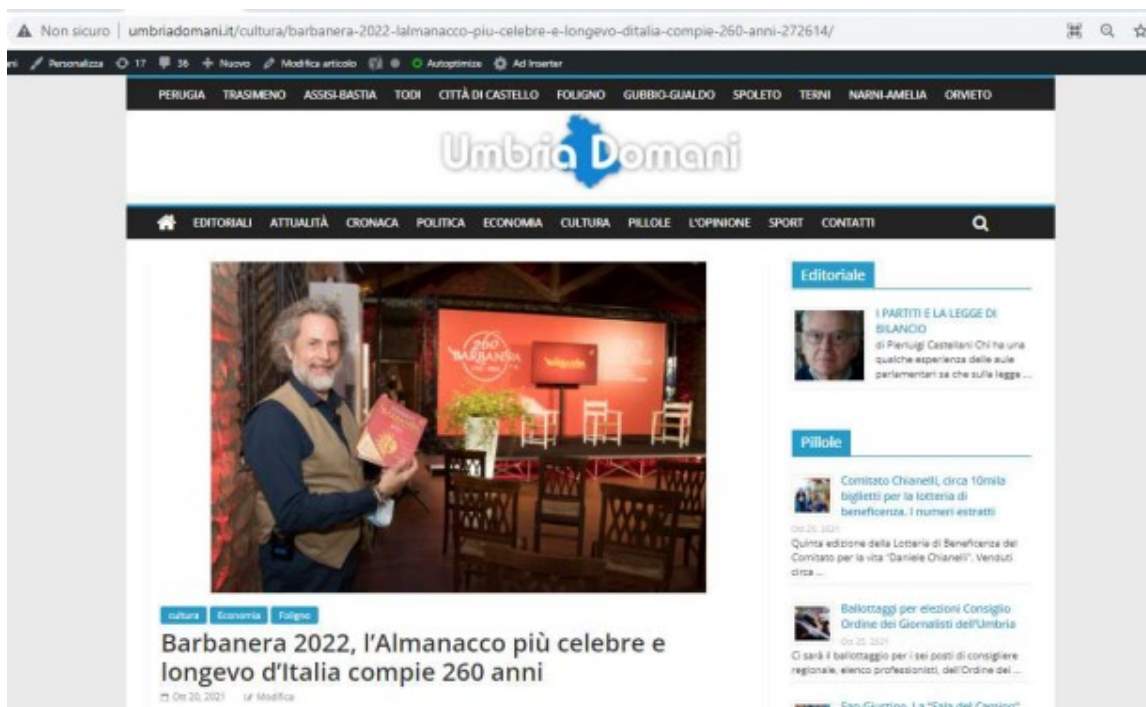 Non sicuro | umbriadomani.it/cultura/barbanera-2022-lalmanacco-piu-celebre-e-longevo-ditalia-compie-260-anni-272614/
Personalizza 17 36 + Nuovo Modifica articolo Autoptimize Ad Inserter
PERUGIA TRASIMENO ASSISI-BASTIA TODI CITTÀ DI CASTELLO FOLIGNO GUBBIO-GUALDO SPOLETO TERNI NARNI-AMELIA ORVIETO
Umbria Domani
EDITORIALI ATTUALITÀ CRONACA POLITICA ECONOMIA CULTURA PILLOLE L'OPINIONE SPORT CONTATTI
260
BARBANERA
cultura Economia Foligno
Barbanera 2022, l'Almanacco più celebre e
longevo d'Italia compie 260 anni
Ott 20, 2021 Modifica
Editoriale
I PARTITI E LA LEGGE DI
BILANCIO
di Pierluigi Castellani Chi ha una
qualche esperienza delle aule
parlamentari sa che sulla legge ...
Pillole
Comitato Chianelli, circa 10mila
biglietti per la lotteria di
beneficenza. I numeri estratti
Ott 20, 2021
Quinta edizione della Lotteria di Beneficenza del
Comitato per la vita "Daniele Chianelli". Venduti
circa ...
Ballottaggi per elezioni Consiglio
Ordine dei Giornalisti dell'Umbria
Ott 20, 2021
Ci sarà il ballottaggio per i sei posti di consigliere
regionale, elenco professionisti, dell'Ordine dei ...
San Giustino, La "Sala del Camino"